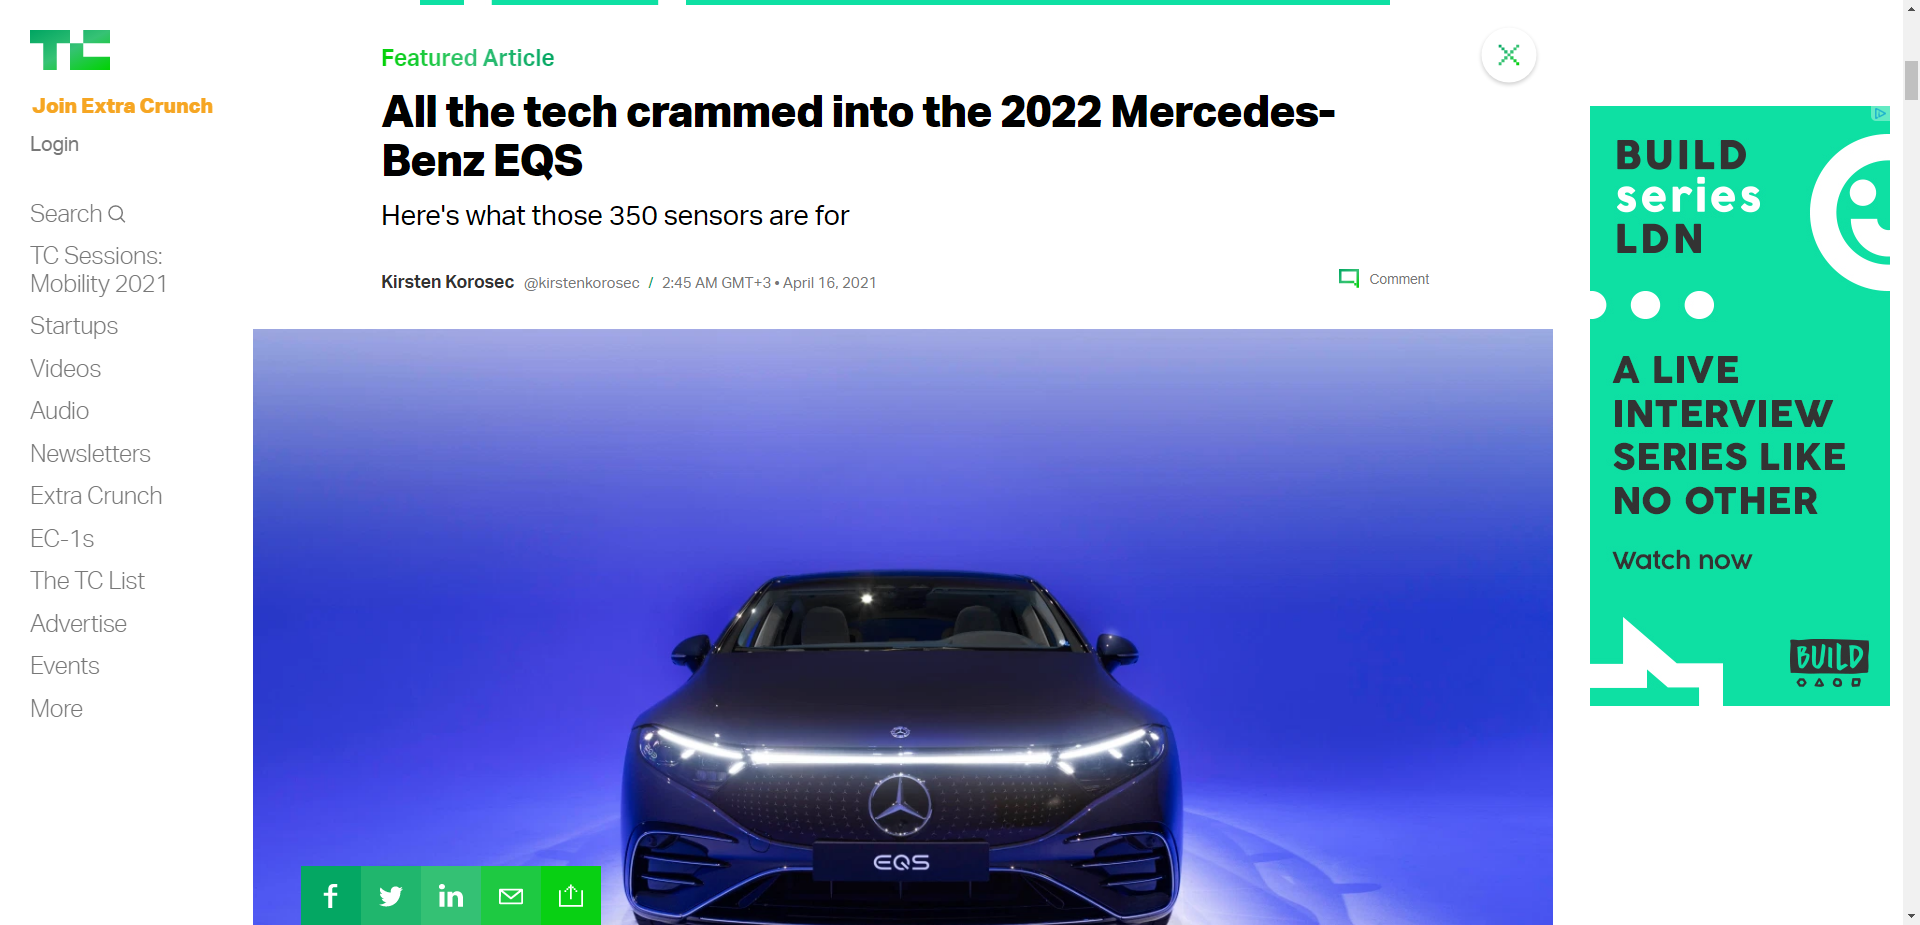 TC
Join Extra Crunch
Login
Search
TC Sessions:
Mobility 2021
Startups
Videos
Audio
Newsletters
Extra Crunch
EC-1s
The TC List
Advertise
Events
More
Featured Article
All the tech crammed into the 2022 Mercedes-
Benz EQS
Here's what those 350 sensors are for
Kirsten Korosec @kirstenkorosec / 2:45 AM GMT+3 • April 16, 2021
Comment
EQS
BUILD
series
LDN
A LIVE
INTERVIEW
SERIES LIKE
NO OTHER
Watch now
BUILD